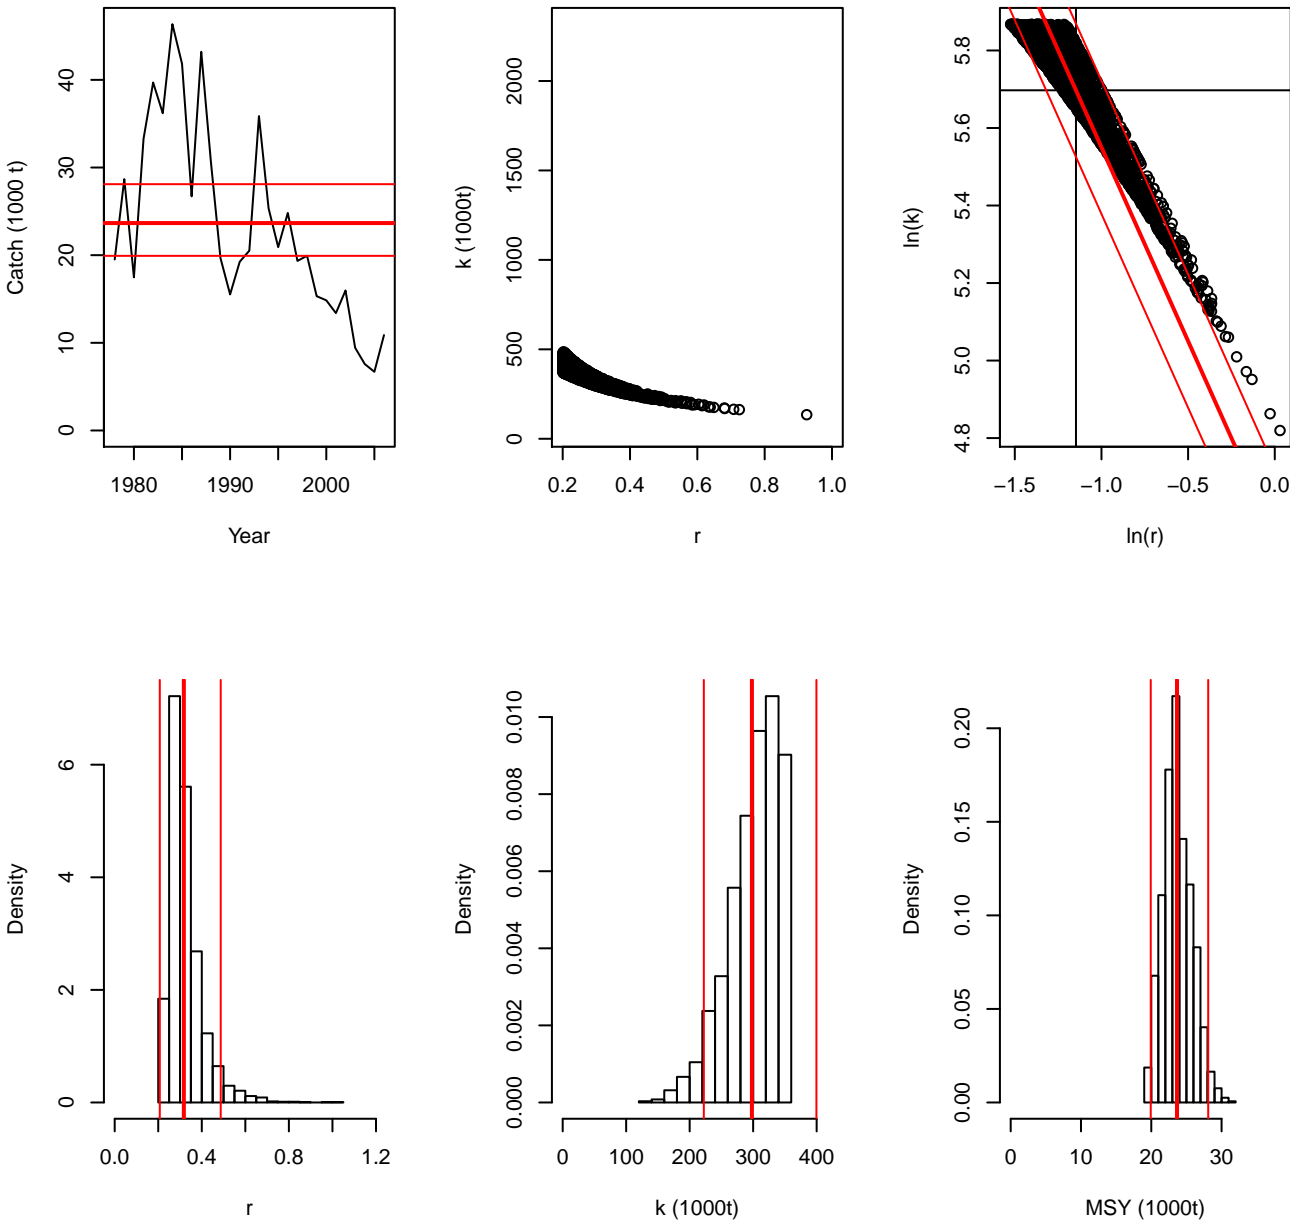 Catch (1000 t)
0 10 20 30 40
1980 1990 2000
Year
k (1000t)
0 500 1000 1500 2000
0.2 0.4 0.6 0.8 1.0
r
ln(k)
4.8 5.0 5.2 5.4 5.6 5.8
−1.5 −1.0 −0.5 0.0
ln(r)
Density
0 2 4 6
0.0 0.4 0.8 1.2
r
Density
0.000 0.002 0.004 0.006 0.008 0.010
0 100 200 300 400
k (1000t)
Density
0.00 0.05 0.10 0.15 0.20
0 10 20 30
MSY (1000t)